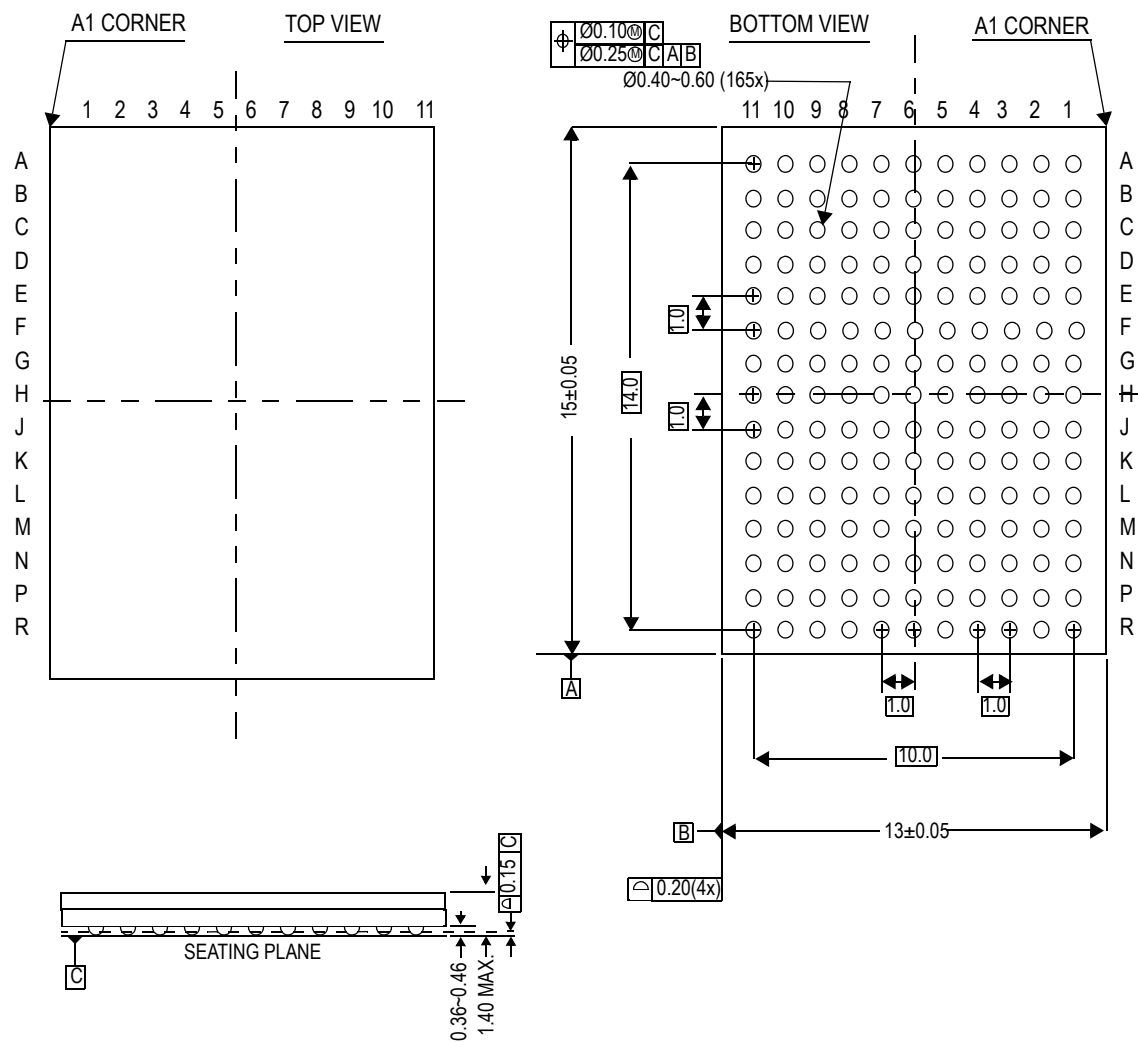 A1 CORNER
TOP VIEW
1 2 3 4 5 6 7 8 9 10 11
A
B
C
D
E
F
G
H
J
K
L
M
N
P
R
Ø0.10Ⓜ C
Ø0.25Ⓜ C A B
Ø0.40~0.60 (165x)
BOTTOM VIEW
A1 CORNER
11 10 9 8 7 6 5 4 3 2 1
A
B
C
D
E
F
G
H
J
K
L
M
N
P
R
15±0.05
14.0
1.0
1.0
A
1.0
1.0
10.0
B
13±0.05
0.20(4x)
0.15 C
SEATING PLANE
C
0.36~0.46
1.40 MAX.